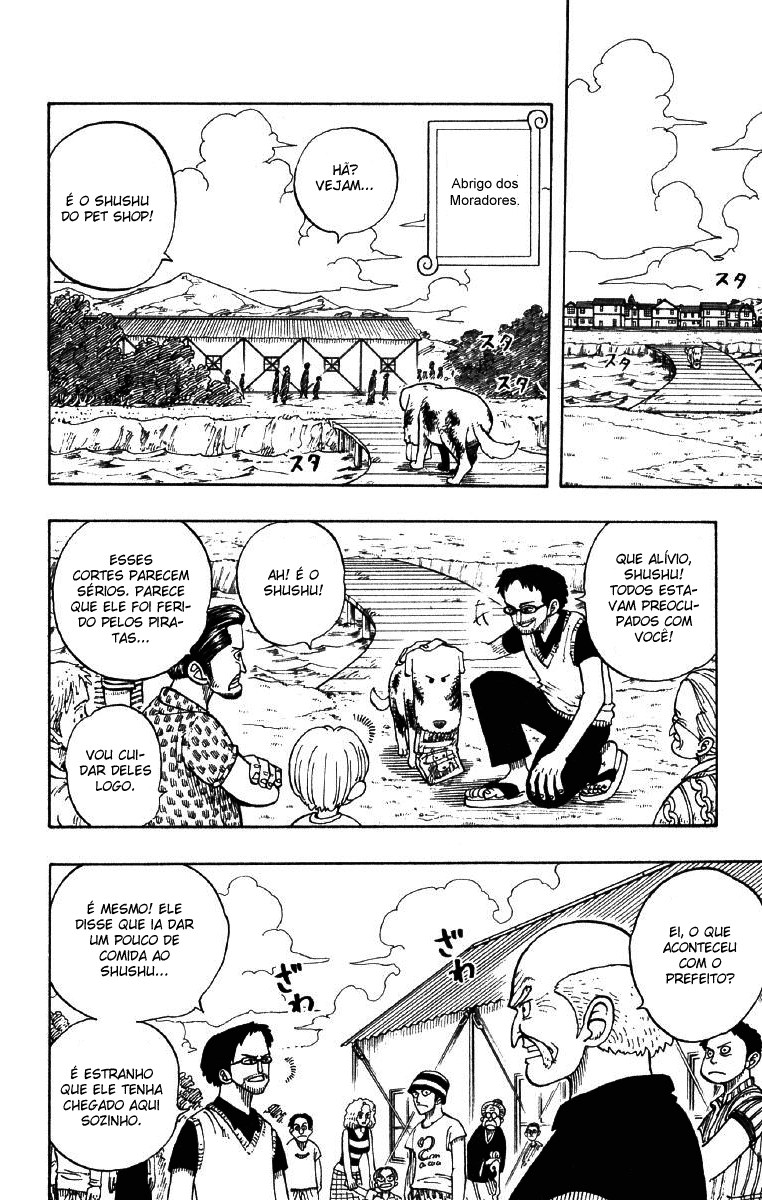 スタ
スタ
Abrigo dos
Moradores.
HÃ?
VEJAM...
É O SHUSHU
DO PET SHOP!
スタ
スタ
スタ
QUE ALÍVIO,
SHUSHU!
TODOS ESTA-
VAM PREOCU-
PADOS COM
VOCÊ!
AH! É O
SHUSHU!
ESSES
CORTES PARECEM
SÉRIOS. PARECE
QUE ELE FOI FERI-
DO PELOS PIRA-
TAS...
VOU CUI-
DAR DELES
LOGO.
EI, O QUE
ACONTECEU
COM O
PREFEITO?
ざわ
ざわ
É MESMO! ELE
DISSE QUE IA DAR
UM POUCO DE
COMIDA AO
SHUSHU...
É ESTRANHO
QUE ELE TENHA
CHEGADO AQUI
SOZINHO.